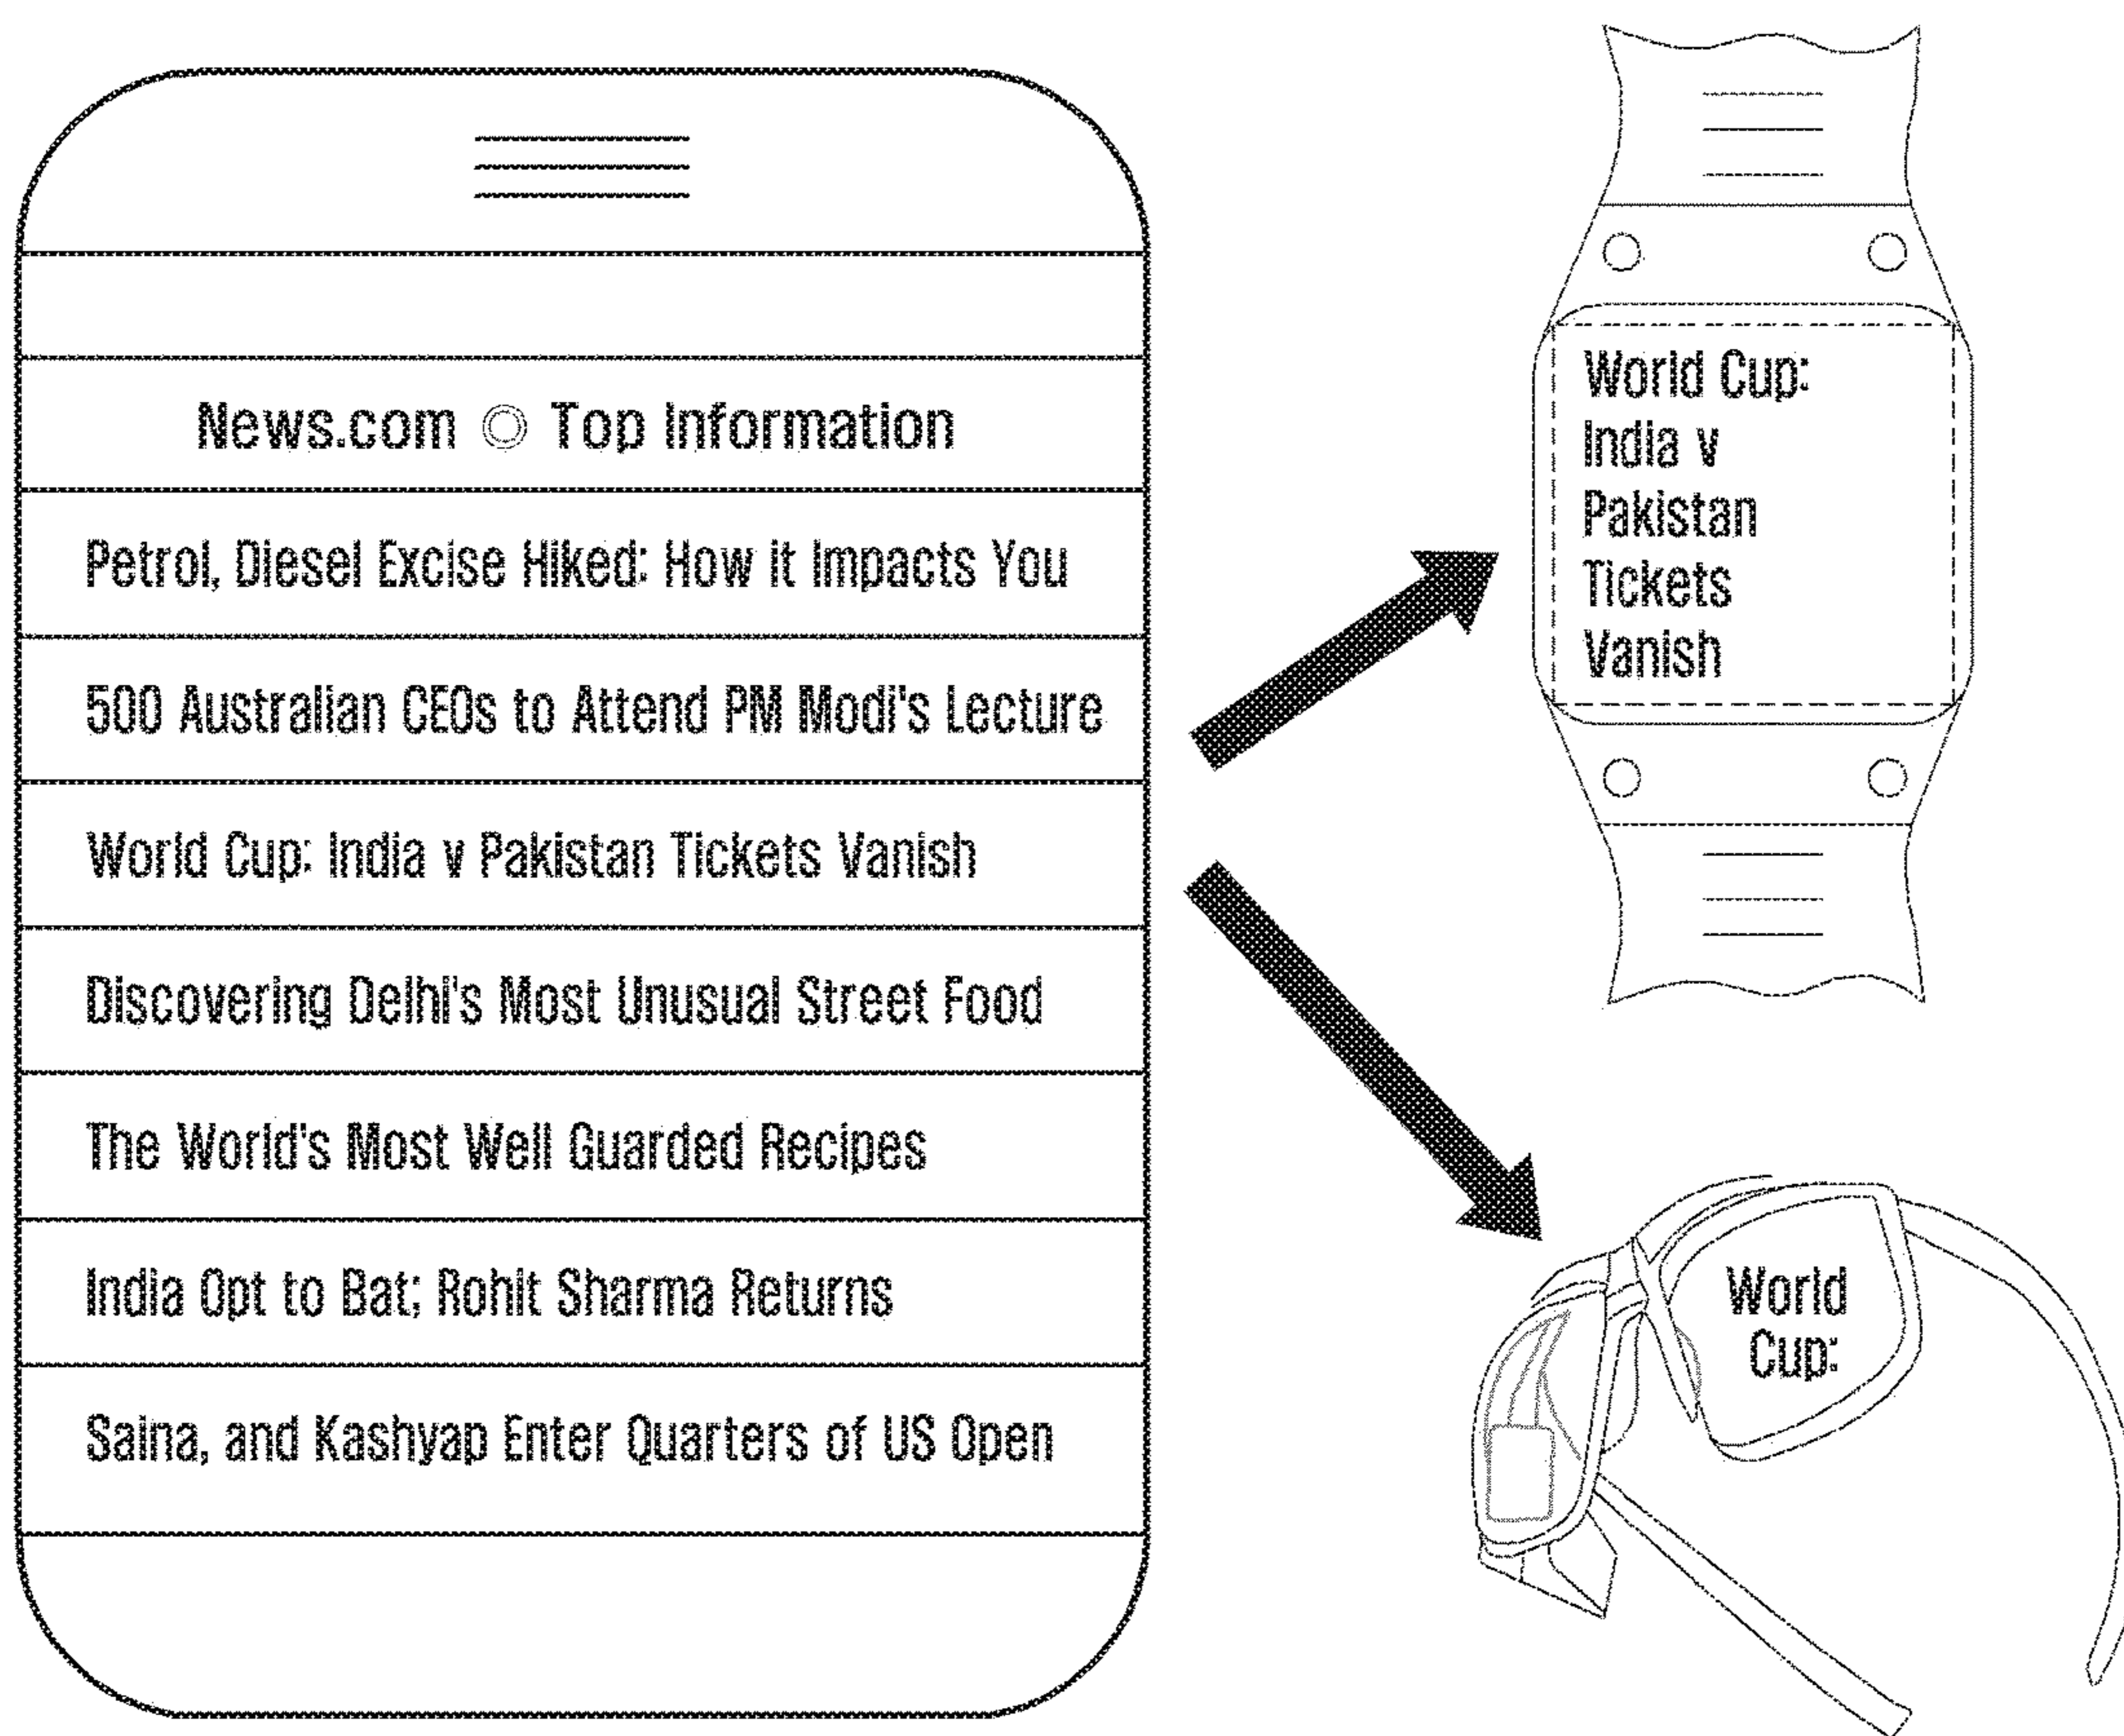 News.com ◎ Top Information
Petrol, Diesel Excise Hiked: How it Impacts You
500 Australian CEOs to Attend PM Modi's Lecture
World Cup: India v Pakistan Tickets Vanish
Discovering Delhi's Most Unusual Street Food
The World's Most Well Guarded Recipes
India Opt to Bat; Rohit Sharma Returns
Saina, and Kashyap Enter Quarters of US Open
World Cup:
India v
Pakistan
Tickets
Vanish
World
Cup: